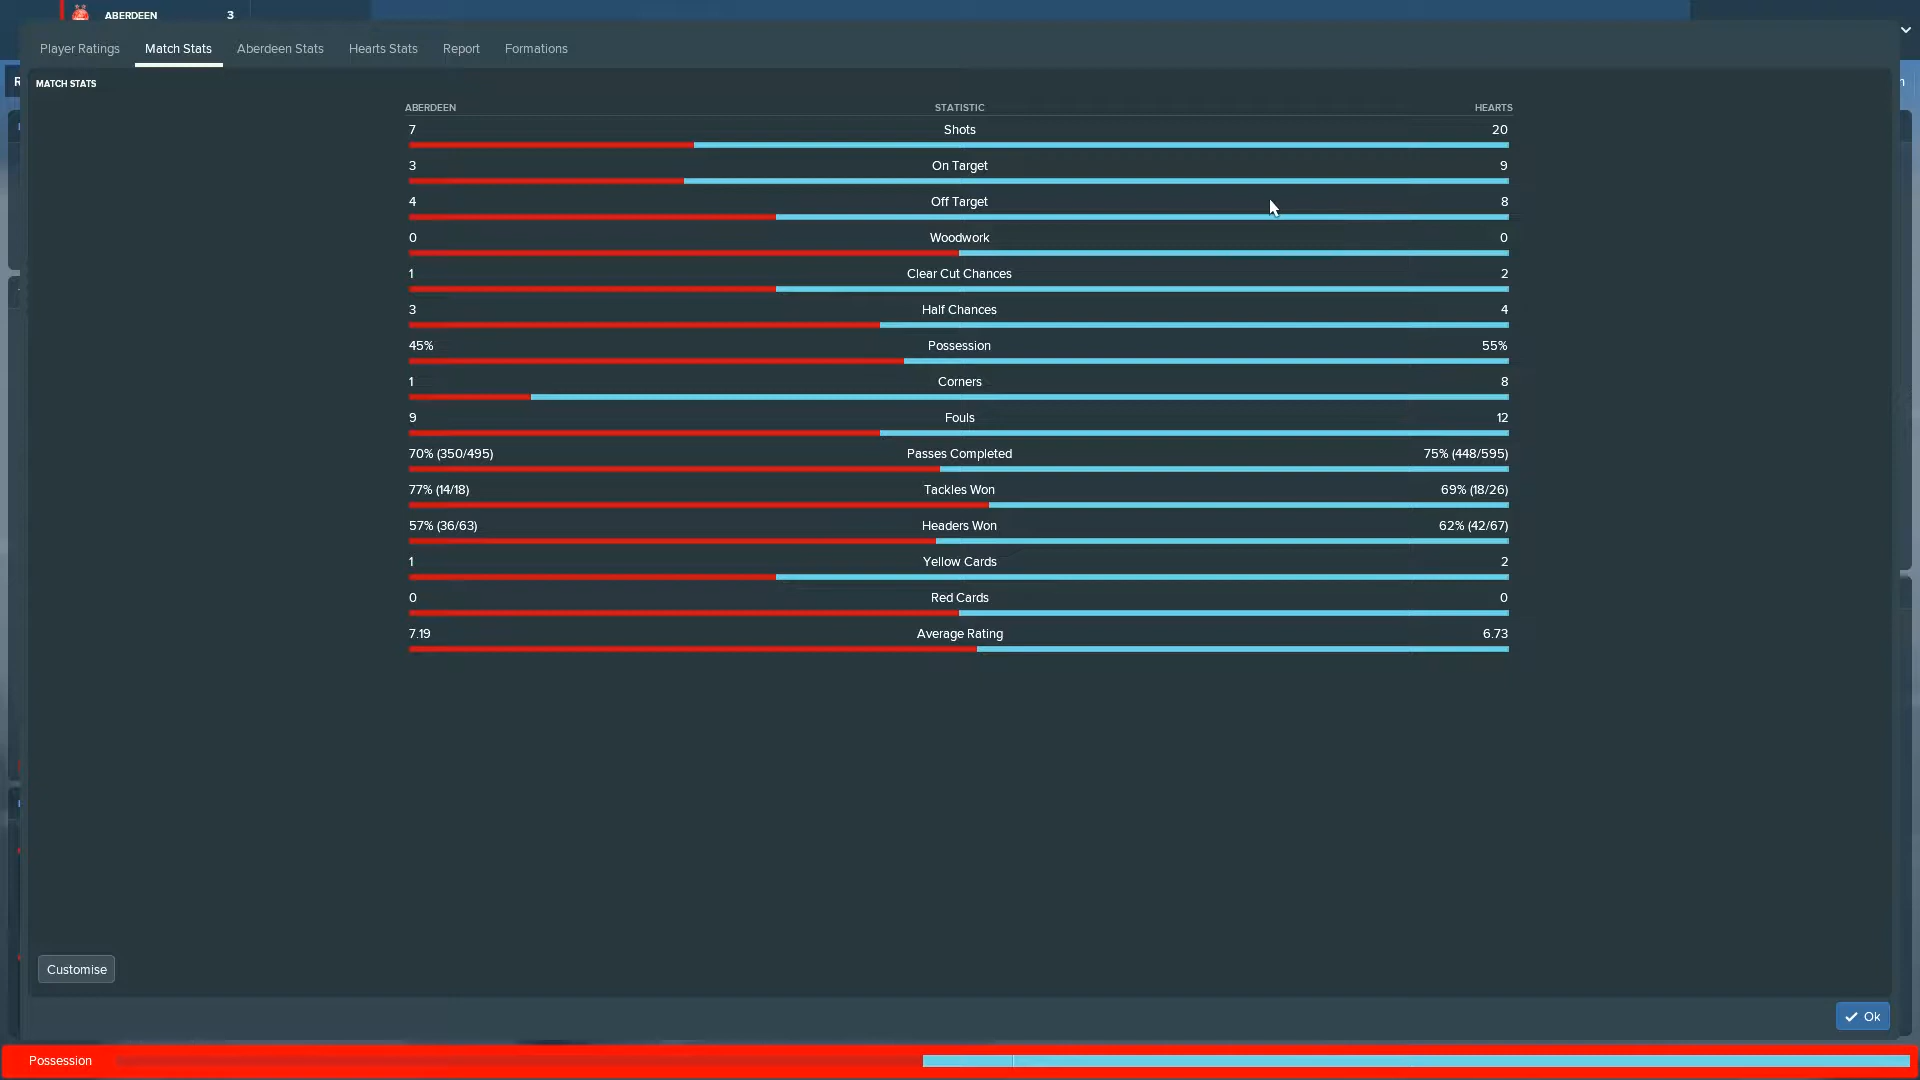 ABERDEEN 3
Player Ratings Match Stats Aberdeen Stats Hearts Stats Report Formations
MATCH STATS
ABERDEEN STATISTIC HEARTS
7 Shots 20
3 On Target 9
4 Off Target 8
0 Woodwork 0
1 Clear Cut Chances 2
3 Half Chances 4
45% Possession 55%
1 Corners 8
9 Fouls 12
70% (350/495) Passes Completed 75% (448/595)
77% (14/18) Tackles Won 69% (18/26)
57% (36/63) Headers Won 62% (42/67)
1 Yellow Cards 2
0 Red Cards 0
7.19 Average Rating 6.73
Customise
Ok
Possession